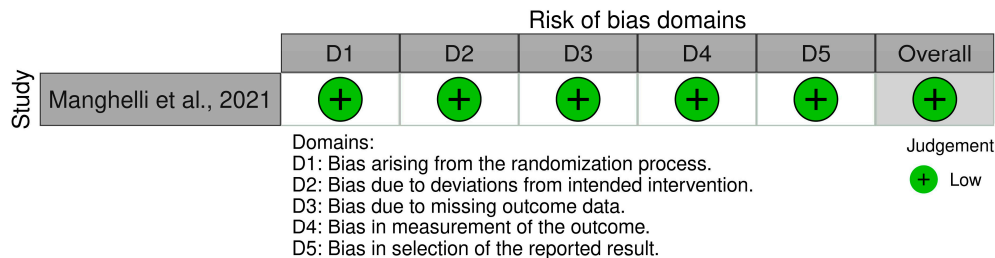 Risk of bias domains
D1 D2 D3 D4 D5 Overall
Study
Manghelli et al., 2021 + + + + + +
Domains:
D1: Bias arising from the randomization process.
D2: Bias due to deviations from intended intervention.
D3: Bias due to missing outcome data.
D4: Bias in measurement of the outcome.
D5: Bias in selection of the reported result.
Judgement
+ Low